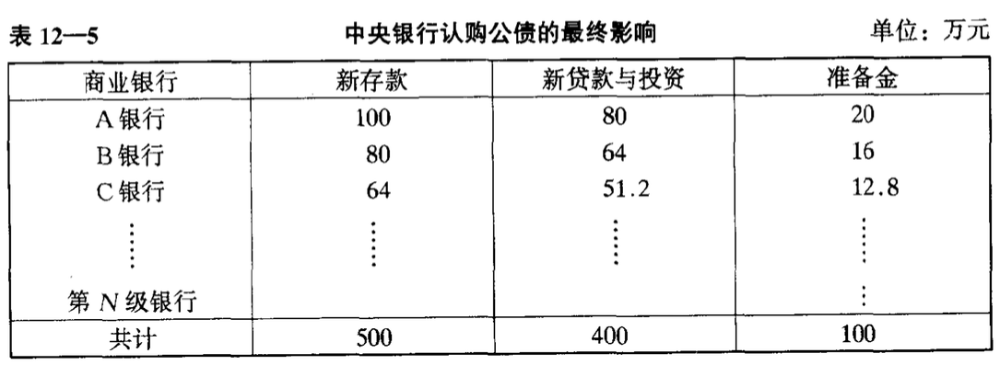 表 12—5 中央银行认购公债的最终影响 单位：万元
商业银行 新存款 新贷款与投资 准备金
A 银行 100 80 20
B 银行 80 64 16
C 银行 64 51.2 12.8
⋮ ⋮ ⋮ ⋮
第 N 级银行 ⋮
共计 500 400 100